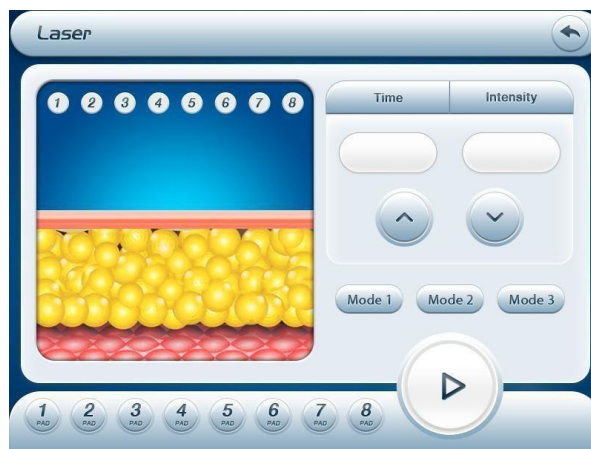 Laser
1 2 3 4 5 6 7 8
Time Intensity
Mode 1 Mode 2 Mode 3
1 2 3 4 5 6 7 8
PAD PAD PAD PAD PAD PAD PAD PAD